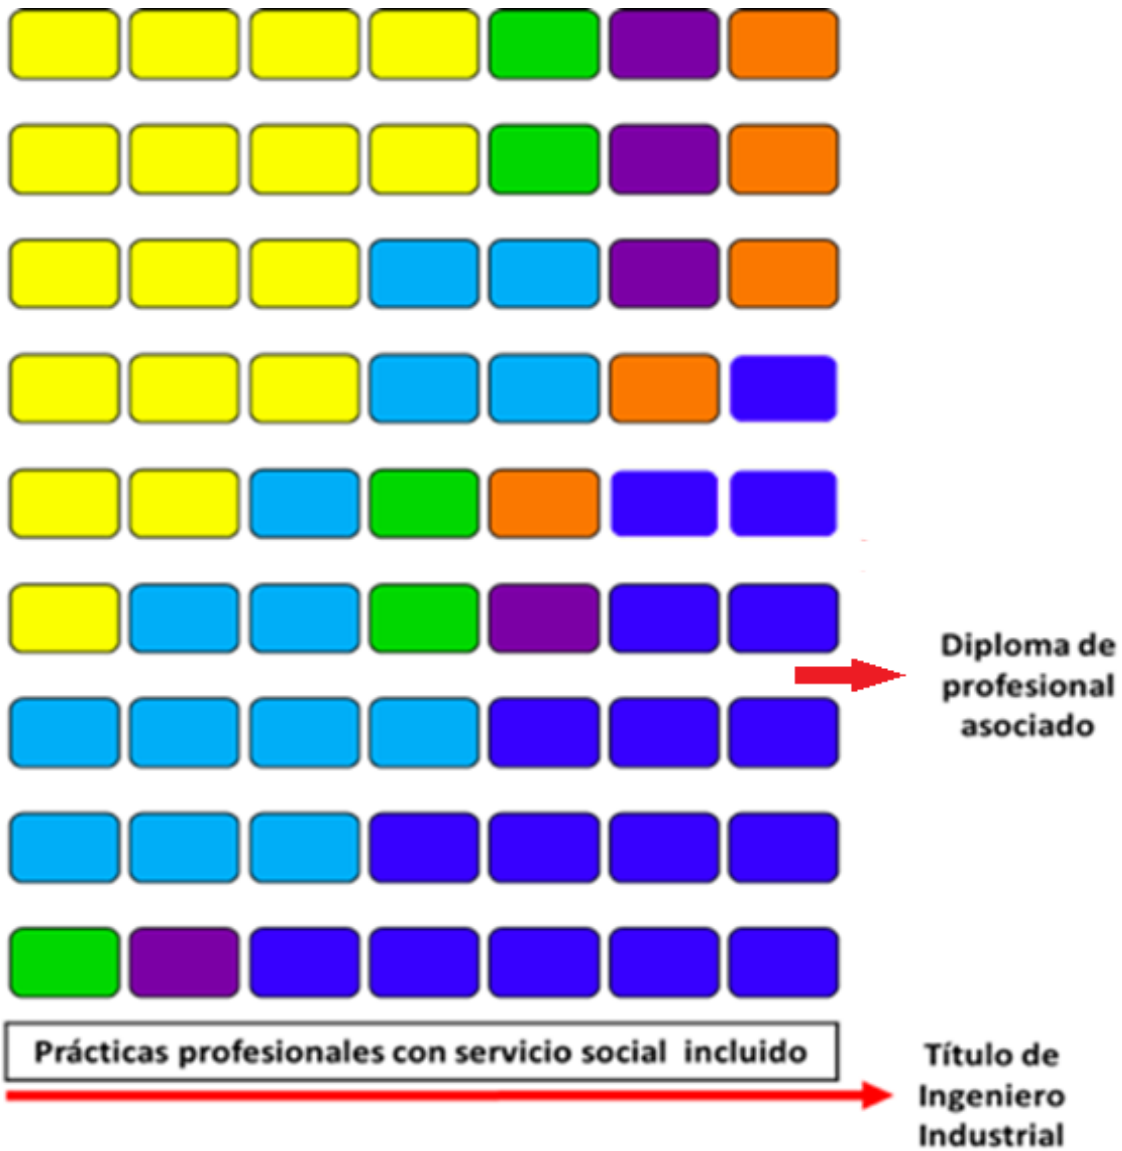 Diploma de
profesional
asociado
Prácticas profesionales con servicio social incluido
Título de
Ingeniero
Industrial